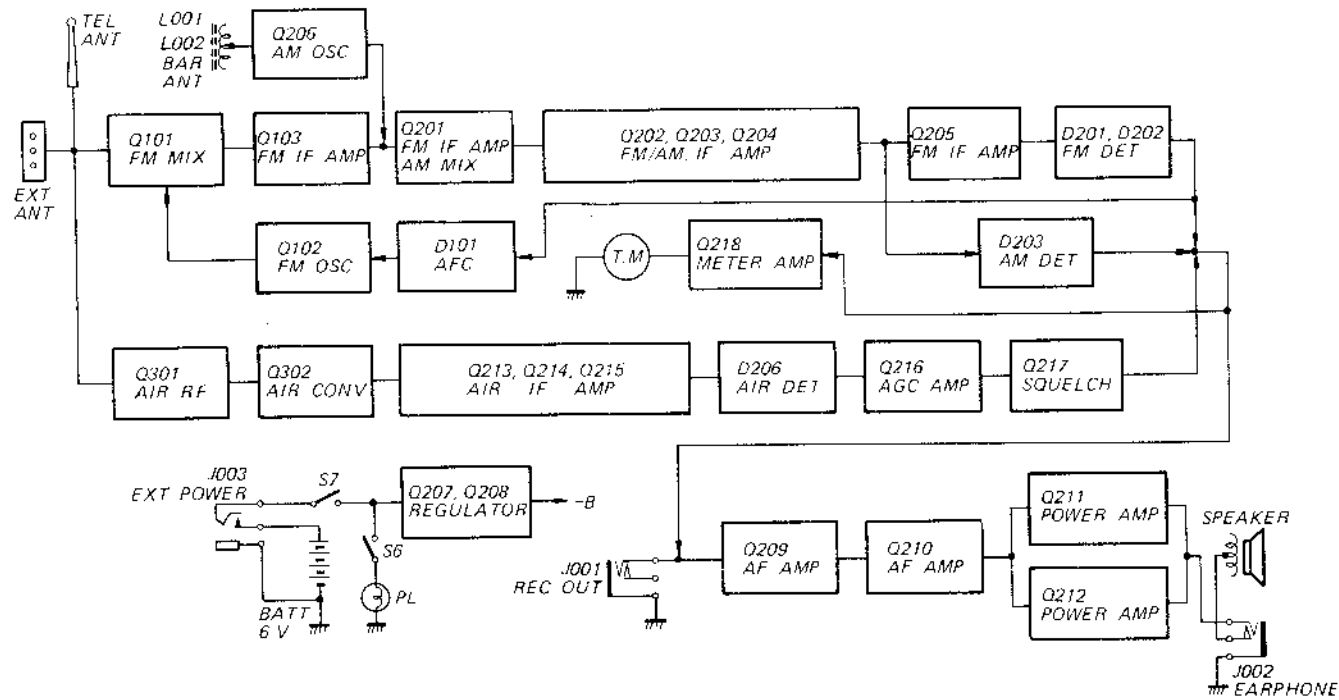 TEL
ANT
L001
L002
BAR
ANT
Q206
AM OSC
EXT
ANT
Q101
FM MIX
Q103
FM IF AMP
Q201
FM IF AMP
AM MIX
Q202, Q203, Q204
FM/AM, IF AMP
Q205
FM IF AMP
D201, D202
FM DET
Q102
FM OSC
D101
AFC
T.M
Q218
METER AMP
D203
AM DET
Q301
AIR RF
Q302
AIR CONV
Q213, Q214, Q215
AIR IF AMP
D206
AIR DET
Q216
AGC AMP
Q217
SQUELCH
J003
EXT POWER
S7
Q207, Q208
REGULATOR
-B
S6
PL
BATT
6 V
J001
REC OUT
Q209
AF AMP
Q210
AF AMP
Q211
POWER AMP
Q212
POWER AMP
SPEAKER
J002
EARPHONE